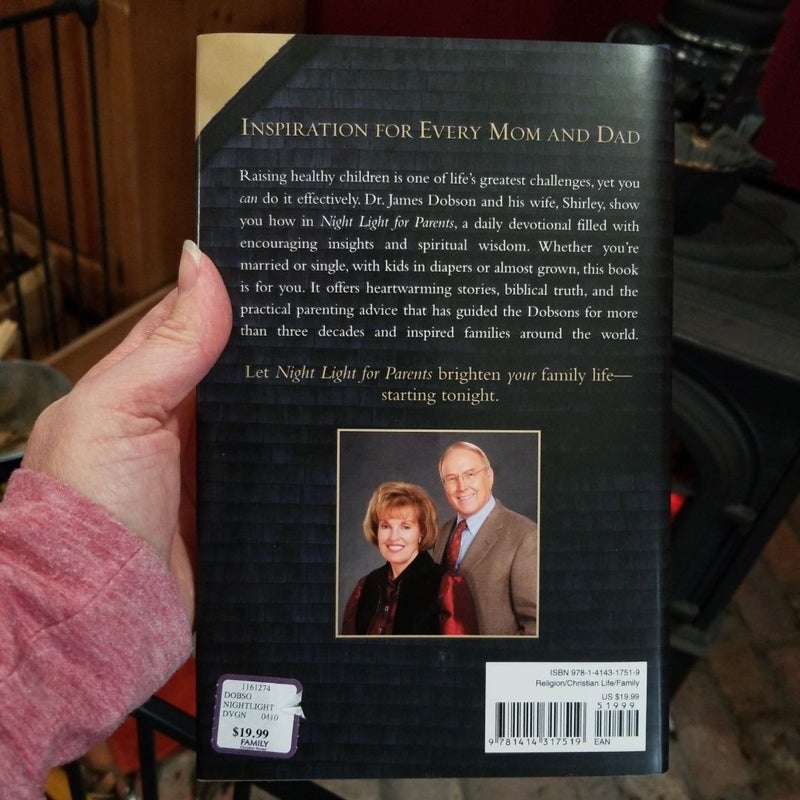 INSPIRATION FOR EVERY MOM AND DAD
Raising healthy children is one of life's greatest challenges, yet you
can do it effectively. Dr. James Dobson and his wife, Shirley, show
you how in Night Light for Parents, a daily devotional filled with
encouraging insights and spiritual wisdom. Whether you're
married or single, with kids in diapers or almost grown, this book
is for you. It offers heartwarming stories, biblical truth, and the
practical parenting advice that has guided the Dobsons for more
than three decades and inspired families around the world.
Let Night Light for Parents brighten your family life—
starting tonight.
ISBN 978-1-4143-1751-9
Religion/Christian Life/Family
US $19.99
51999
9 781414 317519
EAN
1161274
DOBSO
NIGHTLIGHT
DVGN 0410
$19.99
FAMILY